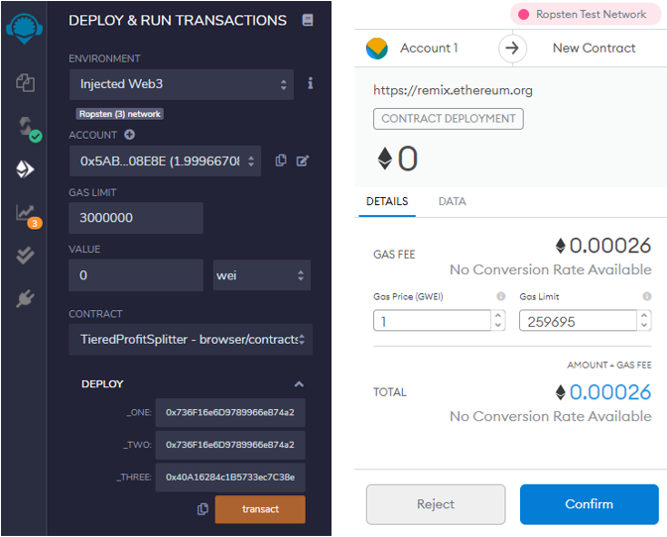 DEPLOY & RUN TRANSACTIONS
ENVIRONMENT
Injected Web3
Ropsten (3) network
ACCOUNT
0x5AB...08E8E (1.99966708
GAS LIMIT
3000000
VALUE
0
wei
CONTRACT
TieredProfitSplitter - browser/contracts
3
DEPLOY
_ONE:
0x736F16e6D9789966e874a2
_TWO:
0x736F16e6D9789966e874a2
_THREE:
0x40A16284c1B5733ec7C38e
transact
Ropsten Test Network
Account 1
New Contract
https://remix.ethereum.org
CONTRACT DEPLOYMENT
0
DETAILS
DATA
GAS FEE
0.00026
No Conversion Rate Available
Gas Price (GWEI)
Gas Limit
1
259695
AMOUNT + GAS FEE
TOTAL
0.00026
No Conversion Rate Available
Reject
Confirm